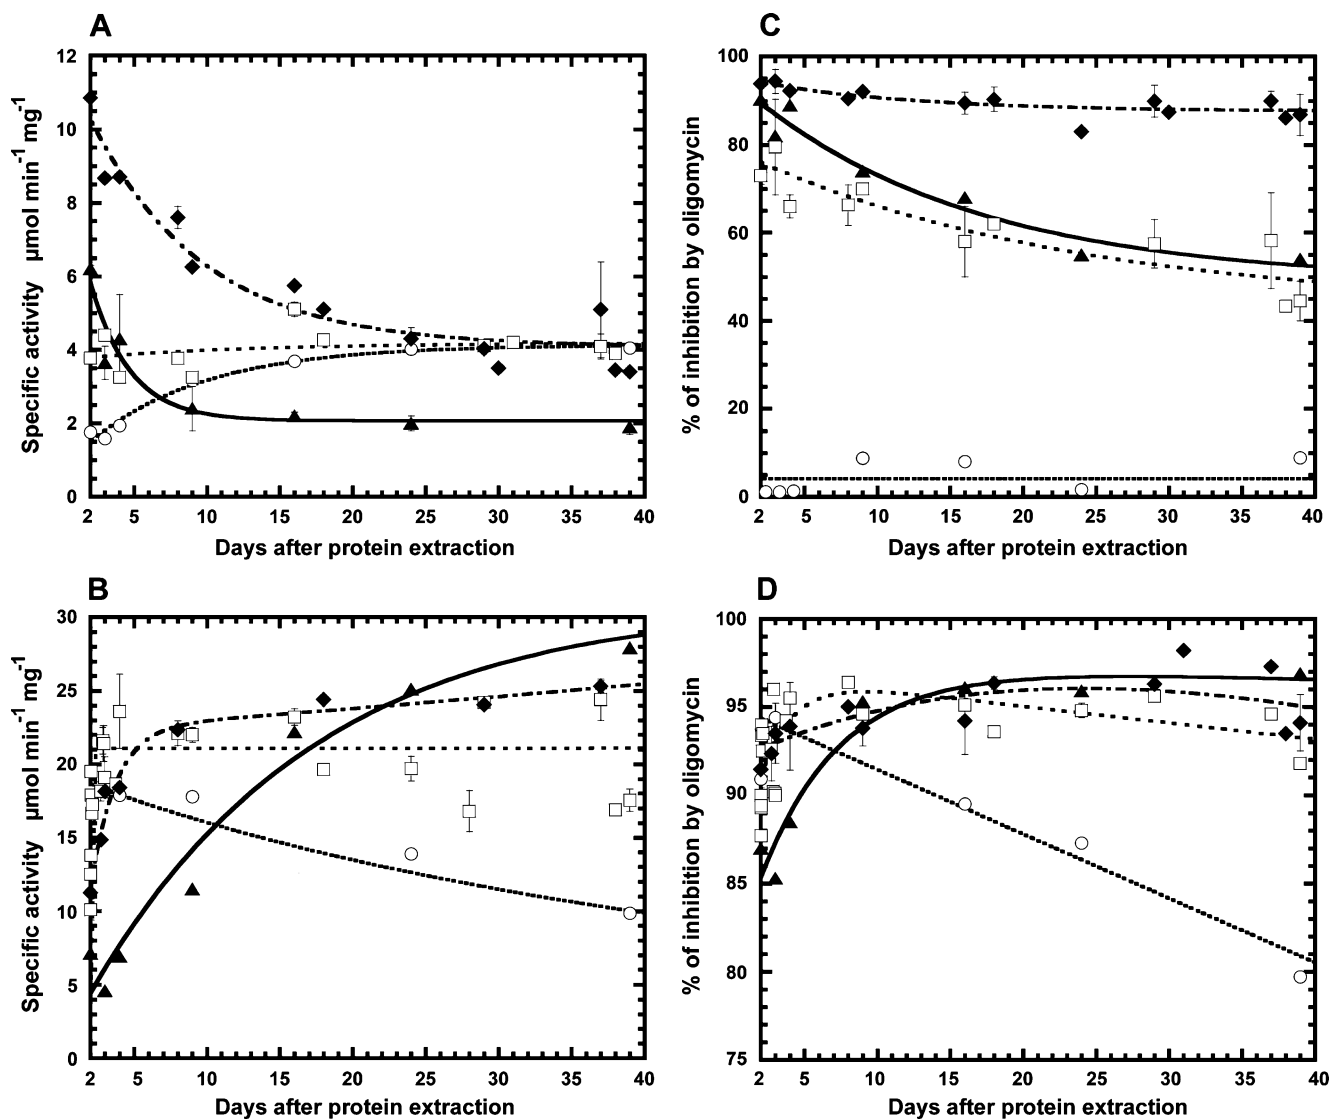 A
12
10
8
6
4
2
0
Specific activity µmol min-1 mg-1
2 5 10 15 20 25 30 35 40
Days after protein extraction
C
100
80
60
40
20
0
% of inhibition by oligomycin
2 5 10 15 20 25 30 35 40
Days after protein extraction
B
30
25
20
15
10
5
0
Specific activity µmol min-1 mg-1
2 5 10 15 20 25 30 35 40
Days after protein extraction
D
100
95
90
85
80
75
% of inhibition by oligomycin
2 5 10 15 20 25 30 35 40
Days after protein extraction